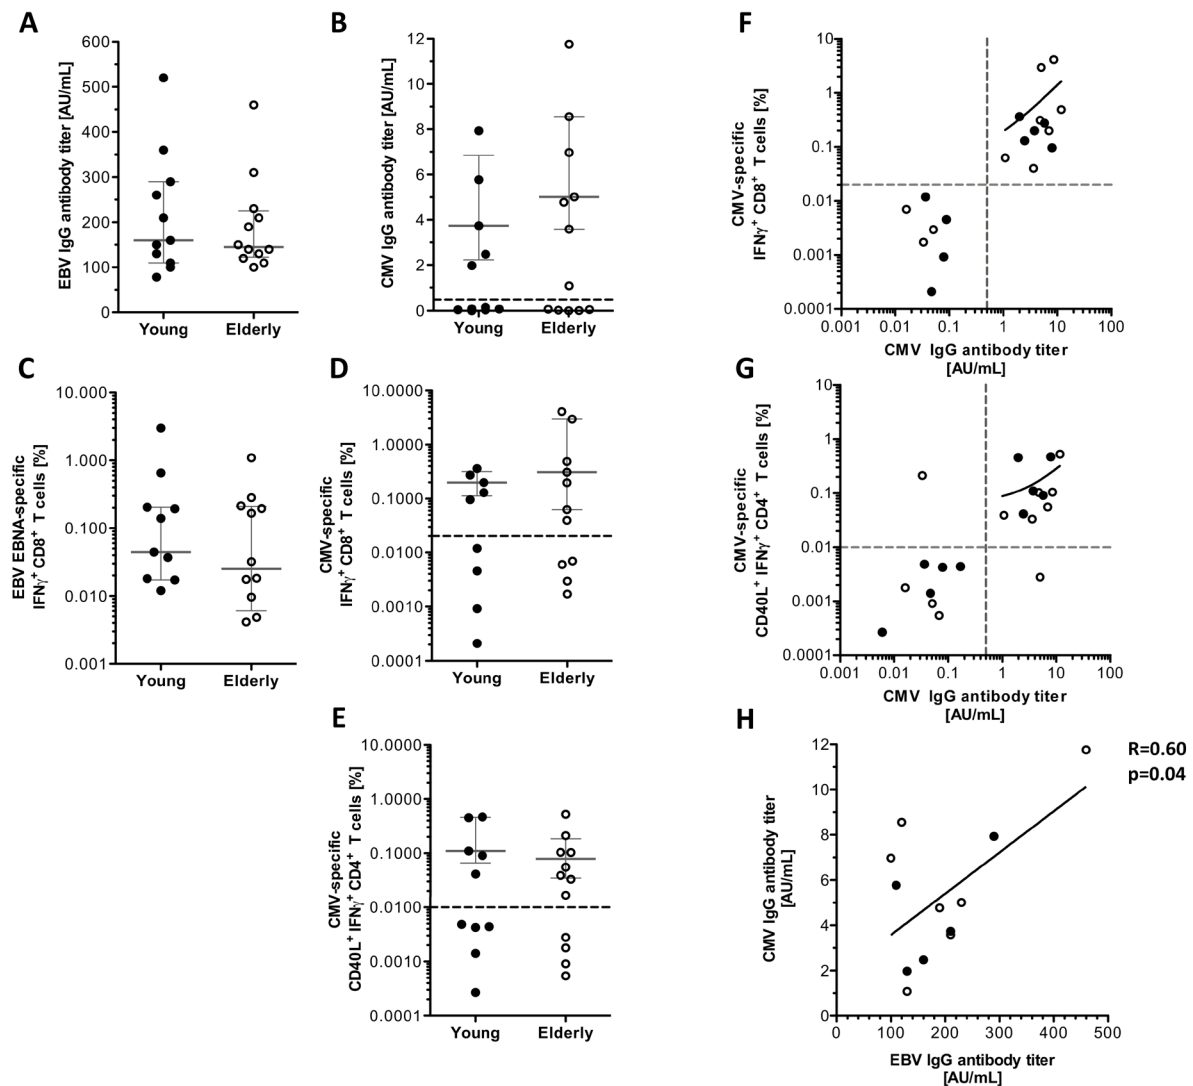 A
EBV IgG antibody titer [AU/mL]
600
500
400
300
200
100
0
Young
Elderly
B
CMV IgG antibody titer [AU/mL]
12
10
8
6
4
2
0
Young
Elderly
C
EBV EBNA-specific
IFNγ+ CD8+ T cells [%]
10.000
1.000
0.100
0.010
0.001
Young
Elderly
D
CMV-specific
IFNγ+ CD8+ T cells [%]
10.0000
1.0000
0.1000
0.0100
0.0010
0.0001
Young
Elderly
E
CMV-specific
CD40L+ IFNγ+ CD4+ T cells [%]
10.0000
1.0000
0.1000
0.0100
0.0010
0.0001
Young
Elderly
F
CMV-specific
IFNγ+ CD8+ T cells [%]
10
1
0.1
0.01
0.001
0.0001
0.001
0.01
0.1
1
10
100
CMV IgG antibody titer
[AU/mL]
G
CMV-specific
CD40L+ IFNγ+ CD4+ T cells [%]
10
1
0.1
0.01
0.001
0.0001
0.001
0.01
0.1
1
10
100
CMV IgG antibody titer
[AU/mL]
H
CMV IgG antibody titer
[AU/mL]
12
10
8
6
4
2
0
0
100
200
300
400
500
EBV IgG antibody titer
[AU/mL]
R=0.60
p=0.04